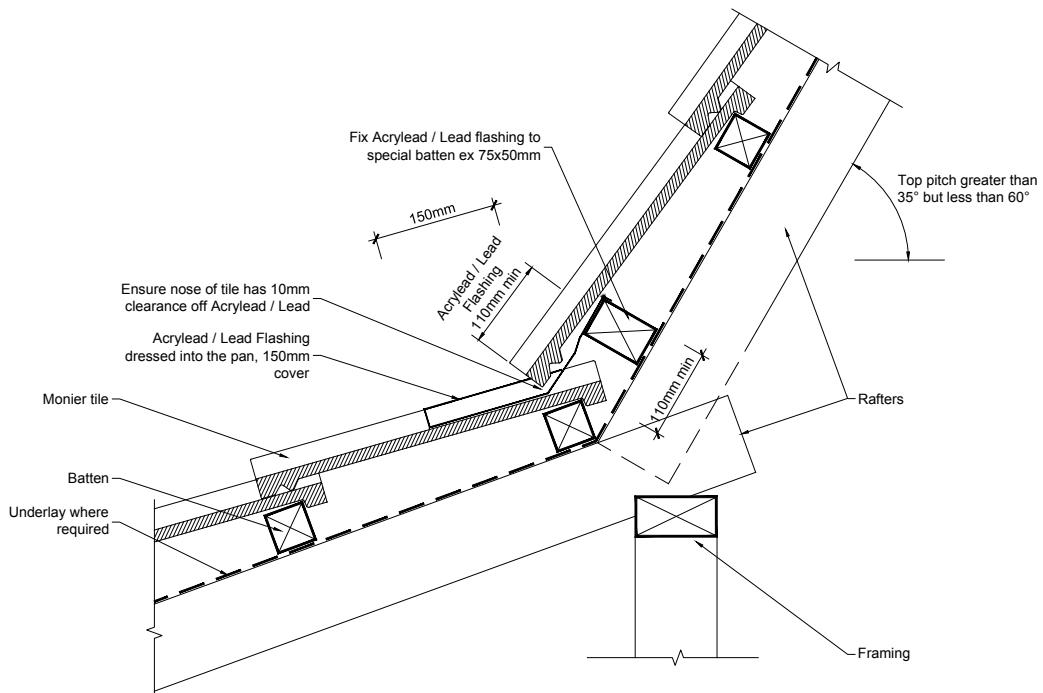 Fix Acrylead / Lead flashing to
special batten ex 75x50mm
Top pitch greater than
35° but less than 60°
150mm
Acrylead / Lead
Flashing
110mm min
Ensure nose of tile has 10mm
clearance off Acrylead / Lead
Acrylead / Lead Flashing
dressed into the pan, 150mm
cover
110mm min
Monier tile
Rafters
Batten
Underlay where
required
Framing